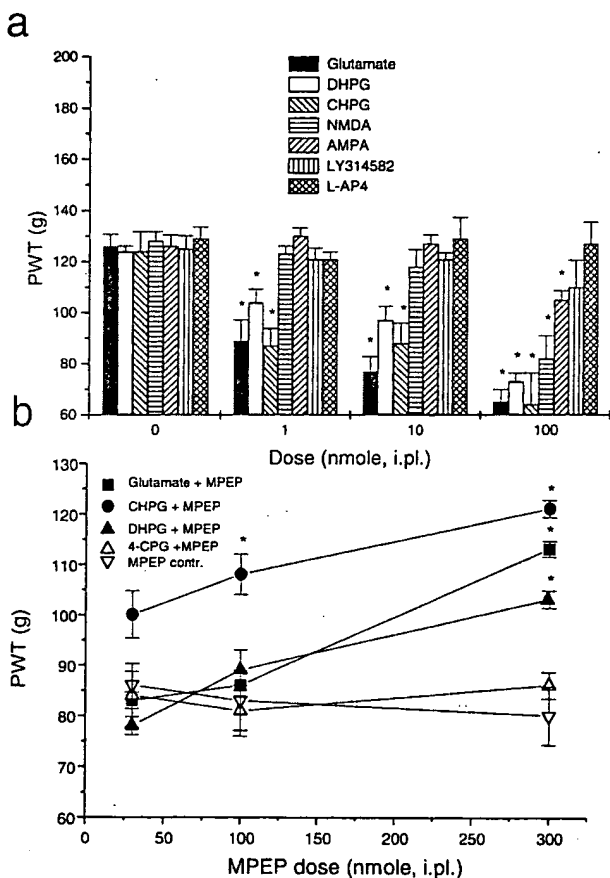 a
200
180
160
140
120
100
80
60
PWT (g)
Glutamate
DHPG
CHPG
NMDA
AMPA
LY314582
L-AP4
* * *
* * *
* * * * *
0 1 10 100
Dose (nmole, i.pl.)
b
130
120
110
100
90
80
70
60
PWT (g)
Glutamate + MPEP
CHPG + MPEP
DHPG + MPEP
4-CPG +MPEP
MPEP contr.
*
*
*
*
0 25 50 100 150 200 250 300
MPEP dose (nmole, i.pl.)